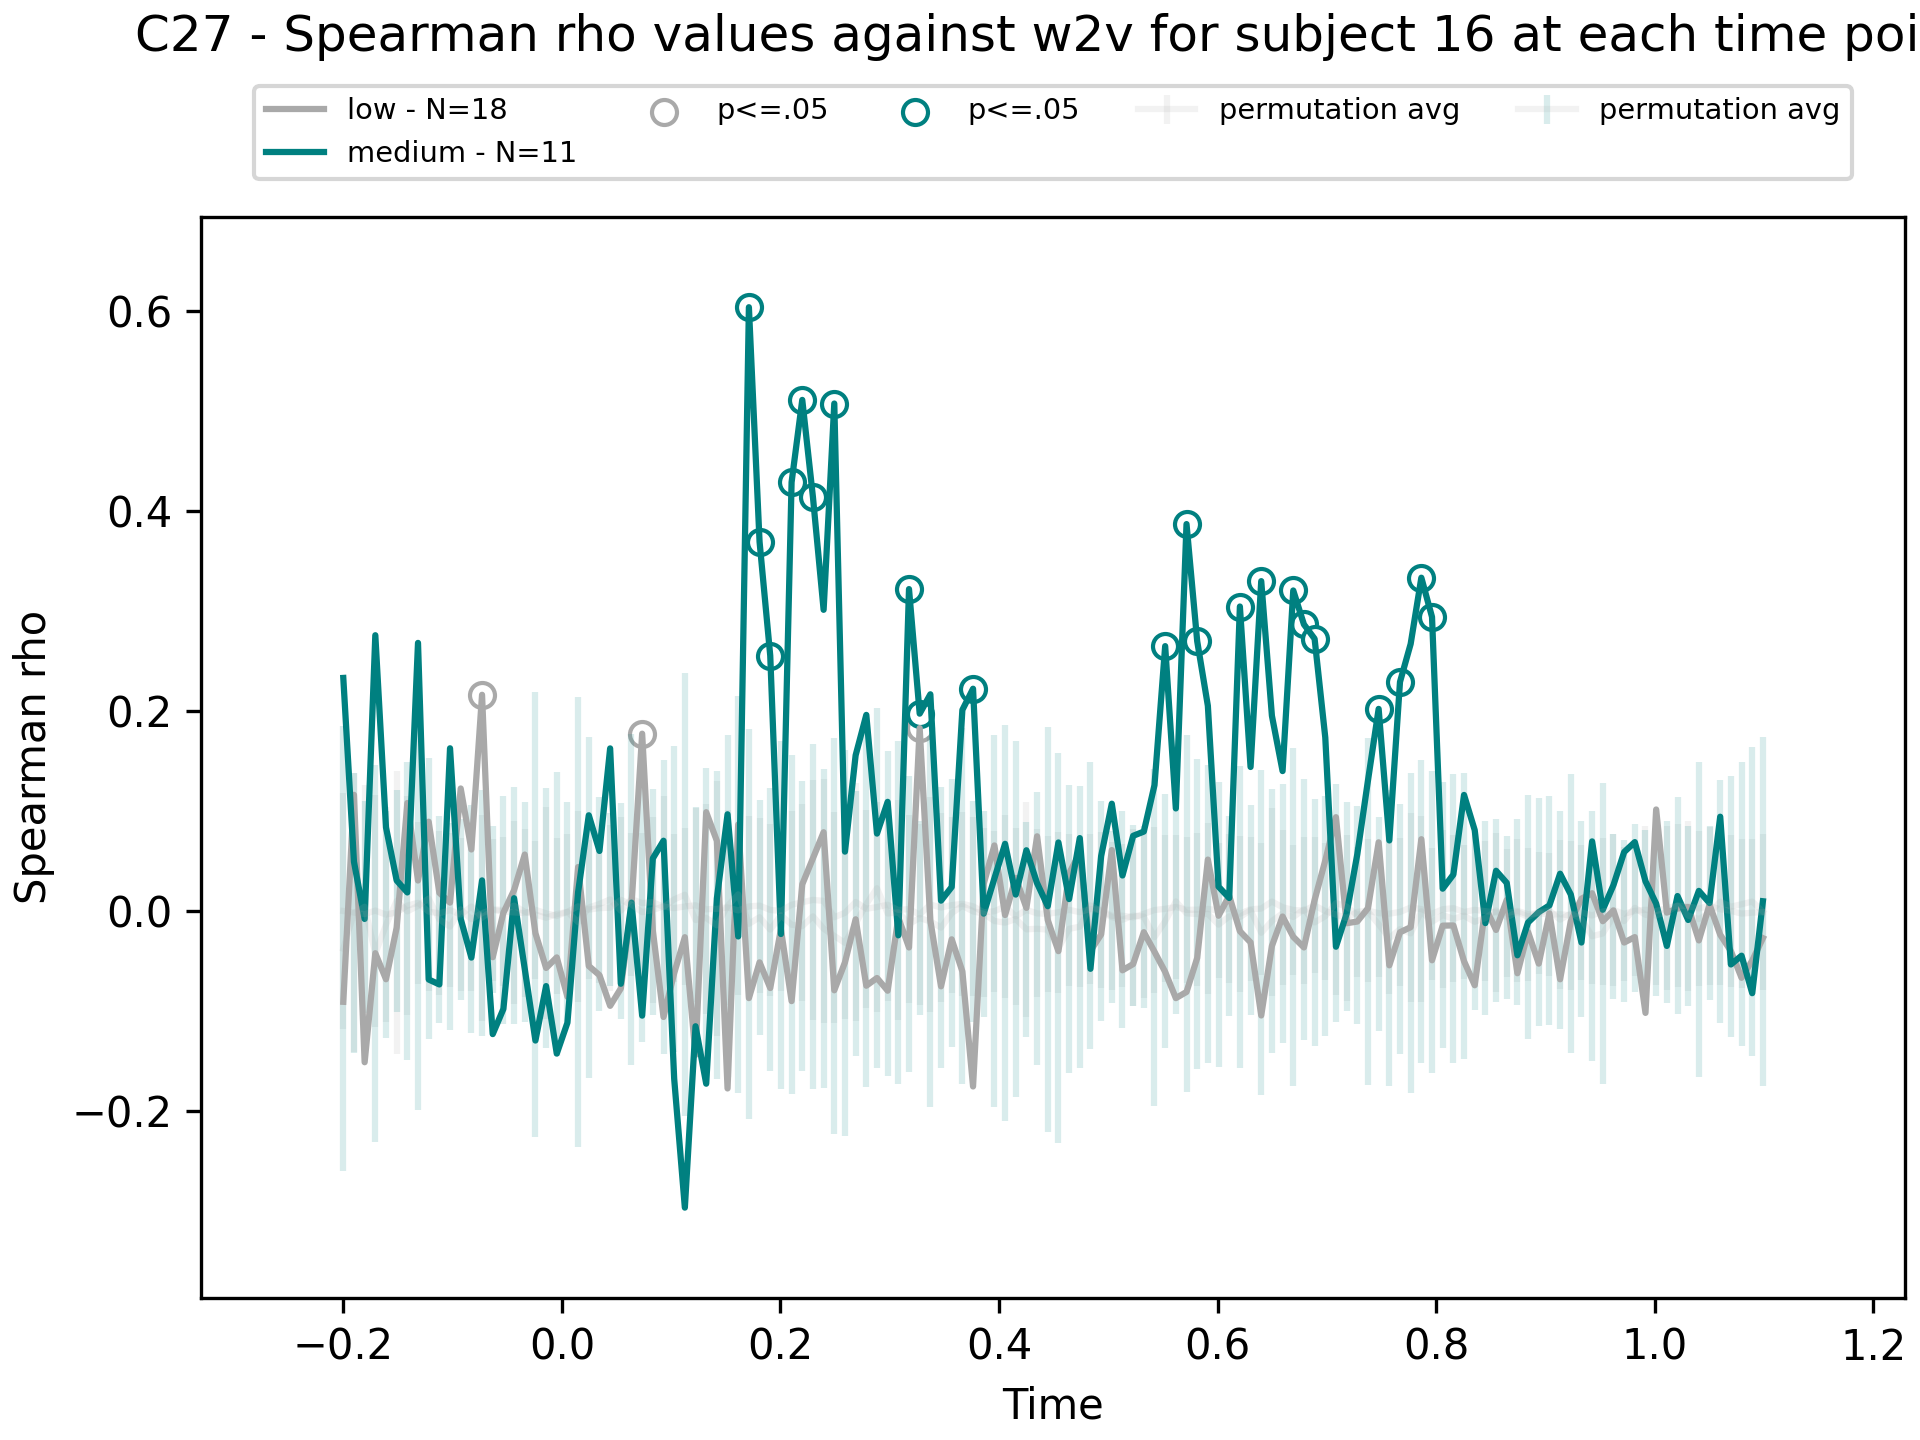 C27 - Spearman rho values against w2v for subject 16 at each time poi
low - N=18
medium - N=11
p<=.05
p<=.05
permutation avg
permutation avg
Spearman rho
0.6
0.4
0.2
0.0
−0.2
−0.2 0.0 0.2 0.4 0.6 0.8 1.0 1.2
Time